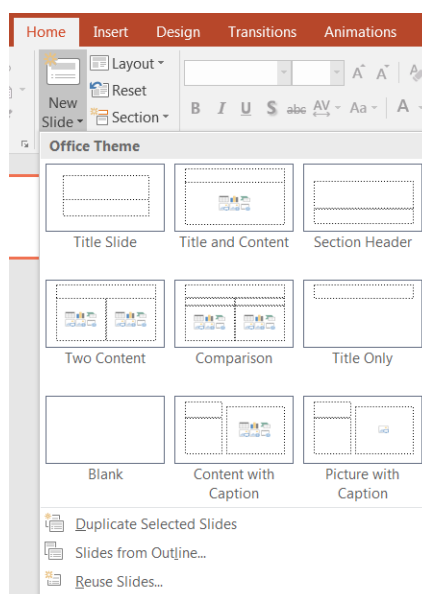 Home Insert Design Transitions Animations
Layout
Reset
New
Slide
Section
B I U S abc AV Aa A
Office Theme
Title Slide Title and Content Section Header
Two Content Comparison Title Only
Blank Content with Picture with
Caption Caption
Duplicate Selected Slides
Slides from Outline...
Reuse Slides...